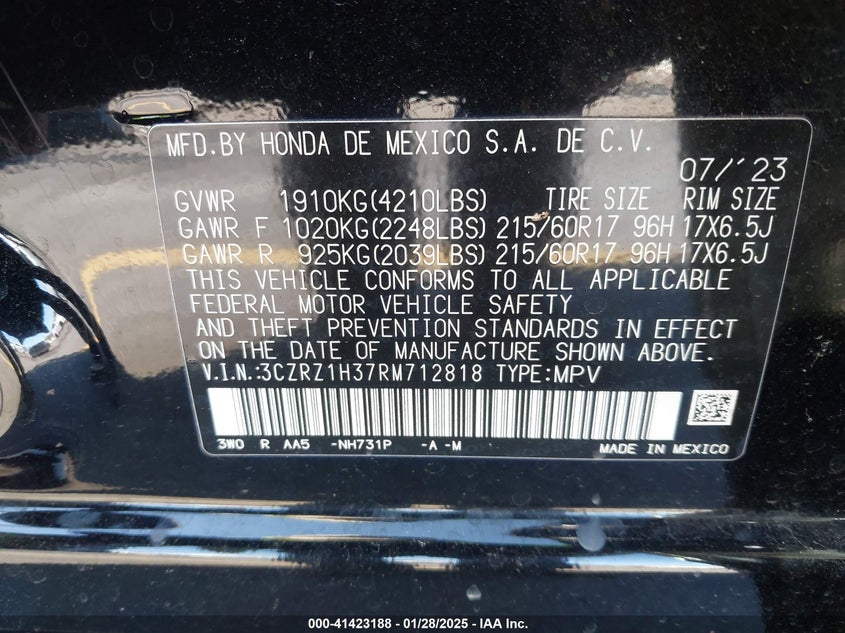 MFD.BY HONDA DE MEXICO S.A. DE C.V.
07/'23
GVWR 1910KG(4210LBS) TIRE SIZE RIM SIZE
GAWR F 1020KG(2248LBS) 215/60R17 96H 17X6.5J
GAWR R 925KG(2039LBS) 215/60R17 96H 17X6.5J
THIS VEHICLE CONFORMS TO ALL APPLICABLE
FEDERAL MOTOR VEHICLE SAFETY
AND THEFT PREVENTION STANDARDS IN EFFECT
ON THE DATE OF MANUFACTURE SHOWN ABOVE.
V.I.N.:3CZRZ1H37RM712818 TYPE:MPV
3W0 R AA5 -NH731P -A -M MADE IN MEXICO
000-41423188 - 01/28/2025 - IAA Inc.